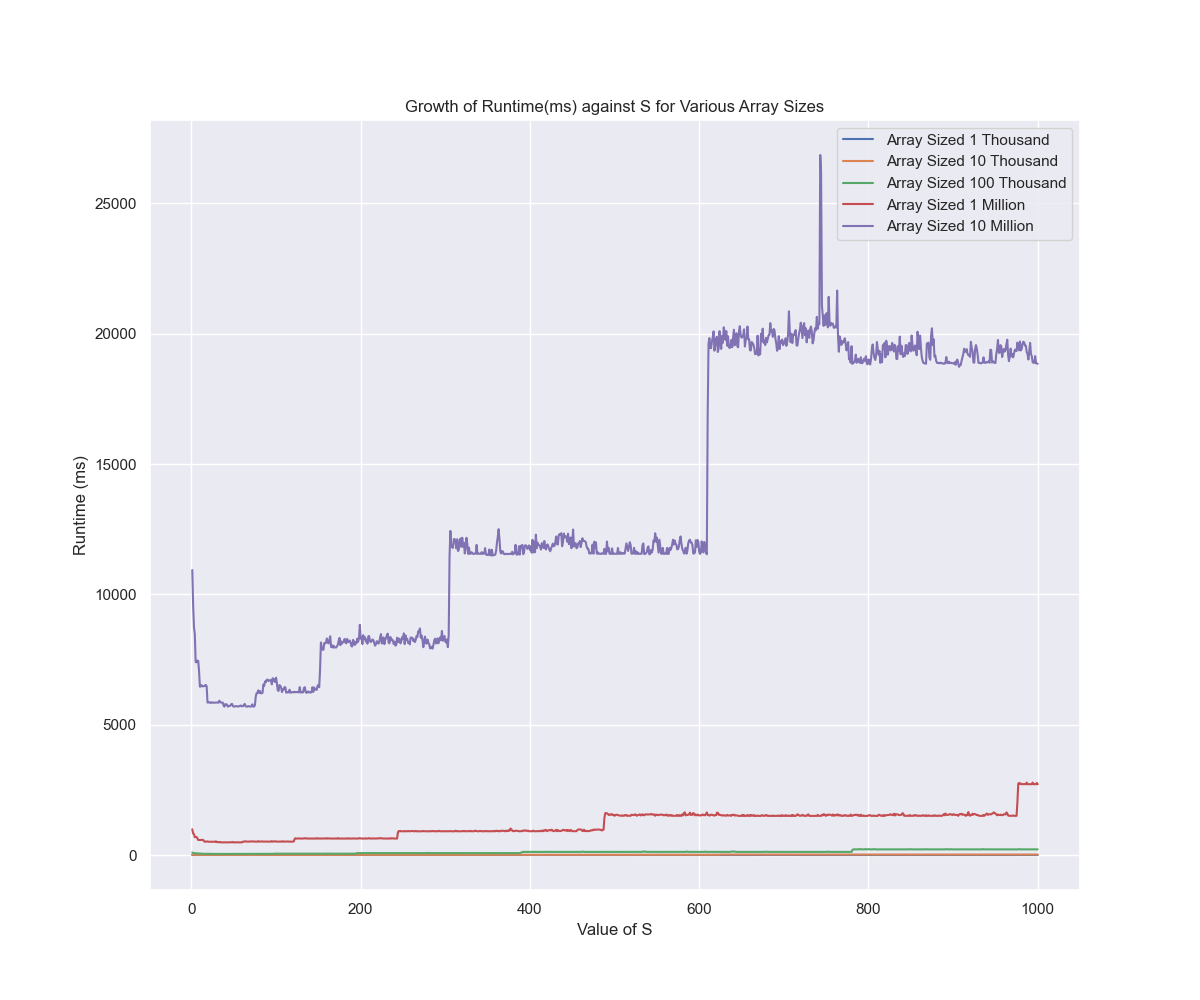 Growth of Runtime(ms) against S for Various Array Sizes
Array Sized 1 Thousand
Array Sized 10 Thousand
Array Sized 100 Thousand
Array Sized 1 Million
Array Sized 10 Million
Runtime (ms)
25000
20000
15000
10000
5000
0
0 200 400 600 800 1000
Value of S